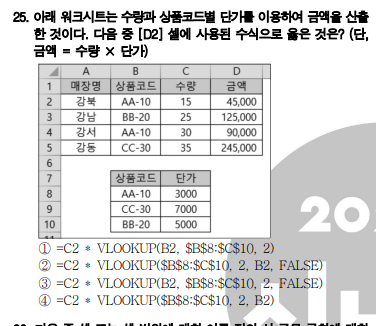 25. 아래 워크시트는 수량과 상품코드별 단가를 이용하여 금액을 산출
한 것이다. 다음 중 [D2] 셀에 사용된 수식으로 옳은 것은? (단,
금액 = 수량 × 단가)
A B C D
1 매장명 상품코드 수량 금액
2 강북 AA-10 15 45,000
3 강남 BB-20 25 125,000
4 강서 AA-10 30 90,000
5 강동 CC-30 35 245,000
6
7 상품코드 단가
8 AA-10 3000
9 CC-30 7000
10 BB-20 5000
① =C2 * VLOOKUP(B2, $B$8:$C$10, 2)
② =C2 * VLOOKUP($B$8:$C$10, 2, B2, FALSE)
③ =C2 * VLOOKUP(B2, $B$8:$C$10, 2, FALSE)
④ =C2 * VLOOKUP($B$8:$C$10, 2, B2)